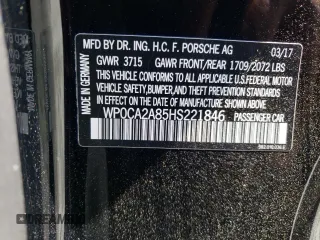 MFD BY DR. ING. H.C. F. PORSCHE AG 03/17
GVWR 3715 GAWR FRONT/REAR 1709/2072 LBS
THIS VEHICLE CONFORMS TO ALL APPLICABLE
U.S. FEDERAL MOTOR
VEHICLE SAFETY, BUMPER, AND THEFT PREVENTION
STANDARDS IN EFFECT ON THE DATE OF
MANUFACTURE SHOWN ABOVE.
WP0CA2A85HS221846 PASSENGER CAR
MADE IN GERMANY
DREAMBID